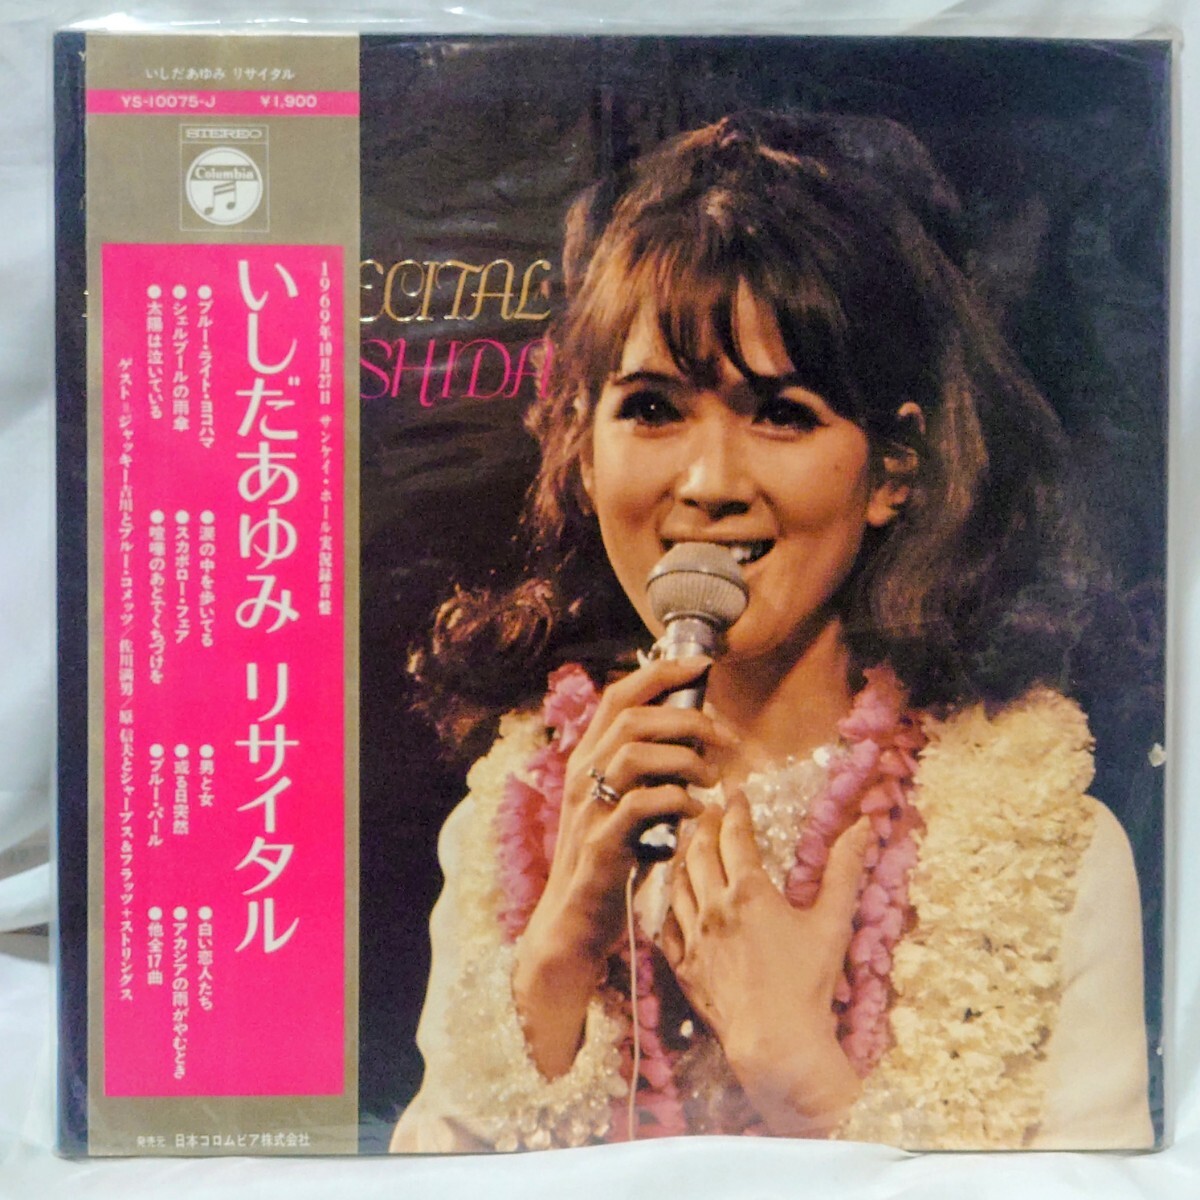 いしだあゆみ リサイタル
YS-10075-J ¥1,900
STEREO
Columbia
1969年10月27日 サンケイ・ホール実況録音盤
いしだあゆみ リサイタル
●ブルー・ライト・ヨコハマ
●シェルブールの雨傘
●太陽は泣いている
●涙の中を歩いてる
●スカボロー・フェア
●喧嘩のあとでくちづけを
●男と女
●或る日突然
●ブルー・パール
●白い恋人たち
●アカシアの雨がやむとき
●他全17曲
ゲスト=ジャッキー吉川とブルー・コメッツ/佐川満男/原 信夫とシャープス&フラッツ+ストリングス
発売元 日本コロムビア株式会社
ECITAL
SHIDA